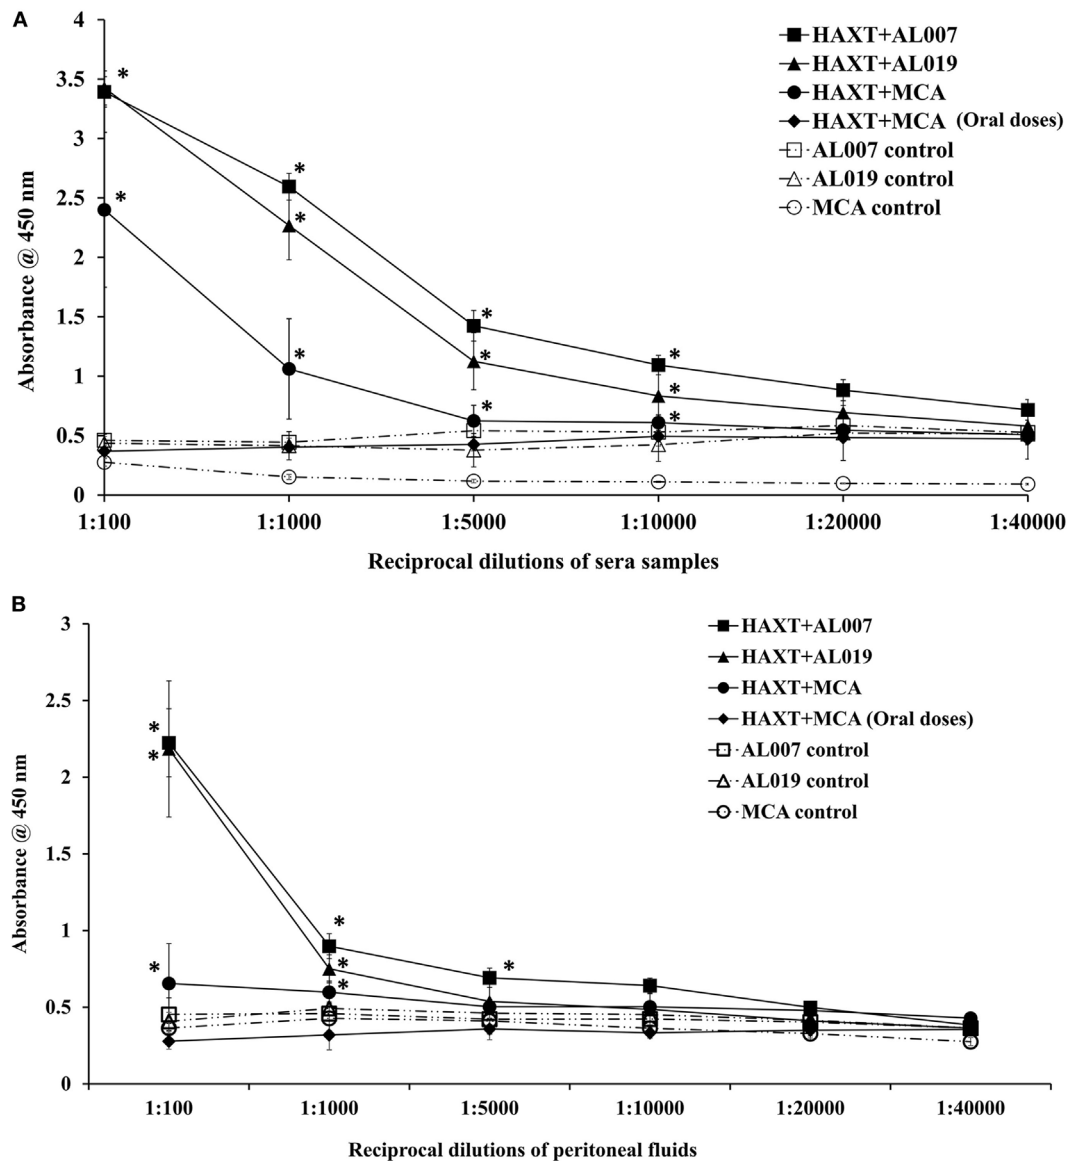 A
4
3.5
3
2.5
2
1.5
1
0.5
0
Absorbance @ 450 nm
* * * * * * * * * * * *
HAXT+AL007
HAXT+AL019
HAXT+MCA
HAXT+MCA (Oral doses)
AL007 control
AL019 control
MCA control
1:100 1:1000 1:5000 1:10000 1:20000 1:40000
Reciprocal dilutions of sera samples
B
3
2.5
2
1.5
1
0.5
0
Absorbance @ 450 nm
* * * * * * *
HAXT+AL007
HAXT+AL019
HAXT+MCA
HAXT+MCA (Oral doses)
AL007 control
AL019 control
MCA control
1:100 1:1000 1:5000 1:10000 1:20000 1:40000
Reciprocal dilutions of peritoneal fluids